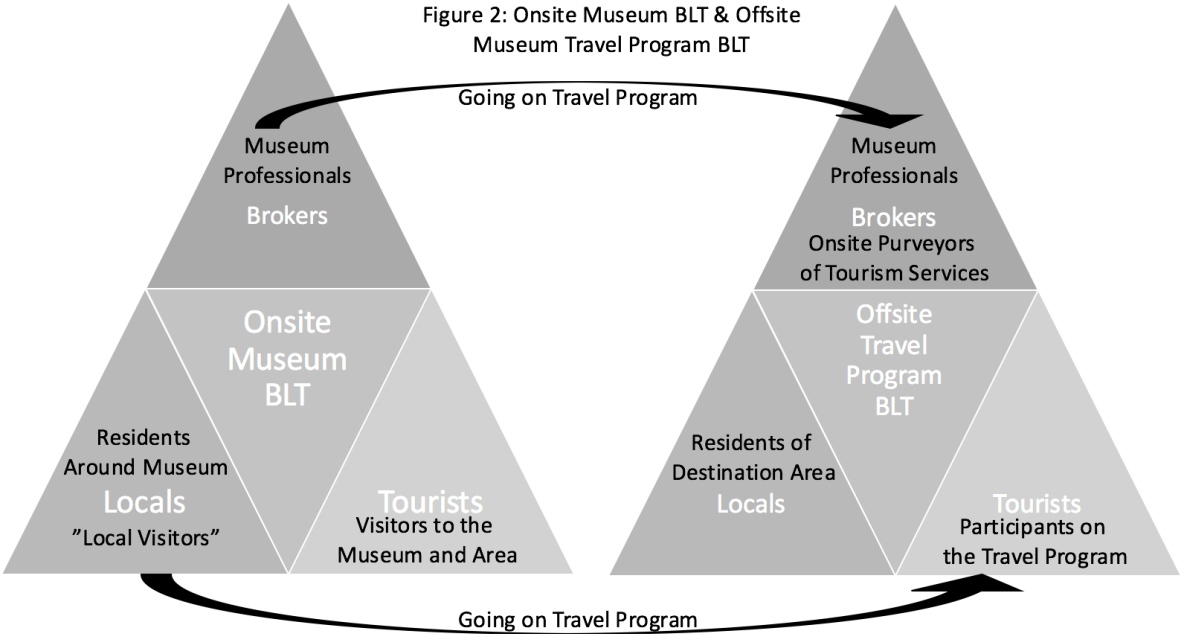 Figure 2: Onsite Museum BLT & Offsite
Museum Travel Program BLT
Going on Travel Program
Museum
Professionals
Brokers
Onsite
Museum
BLT
Residents
Around Museum
Locals
”Local Visitors”
Tourists
Visitors to the
Museum and Area
Museum
Professionals
Brokers
Onsite Purveyors
of Tourism Services
Offsite
Travel
Program
BLT
Residents of
Destination Area
Locals
Tourists
Participants on
the Travel Program
Going on Travel Program